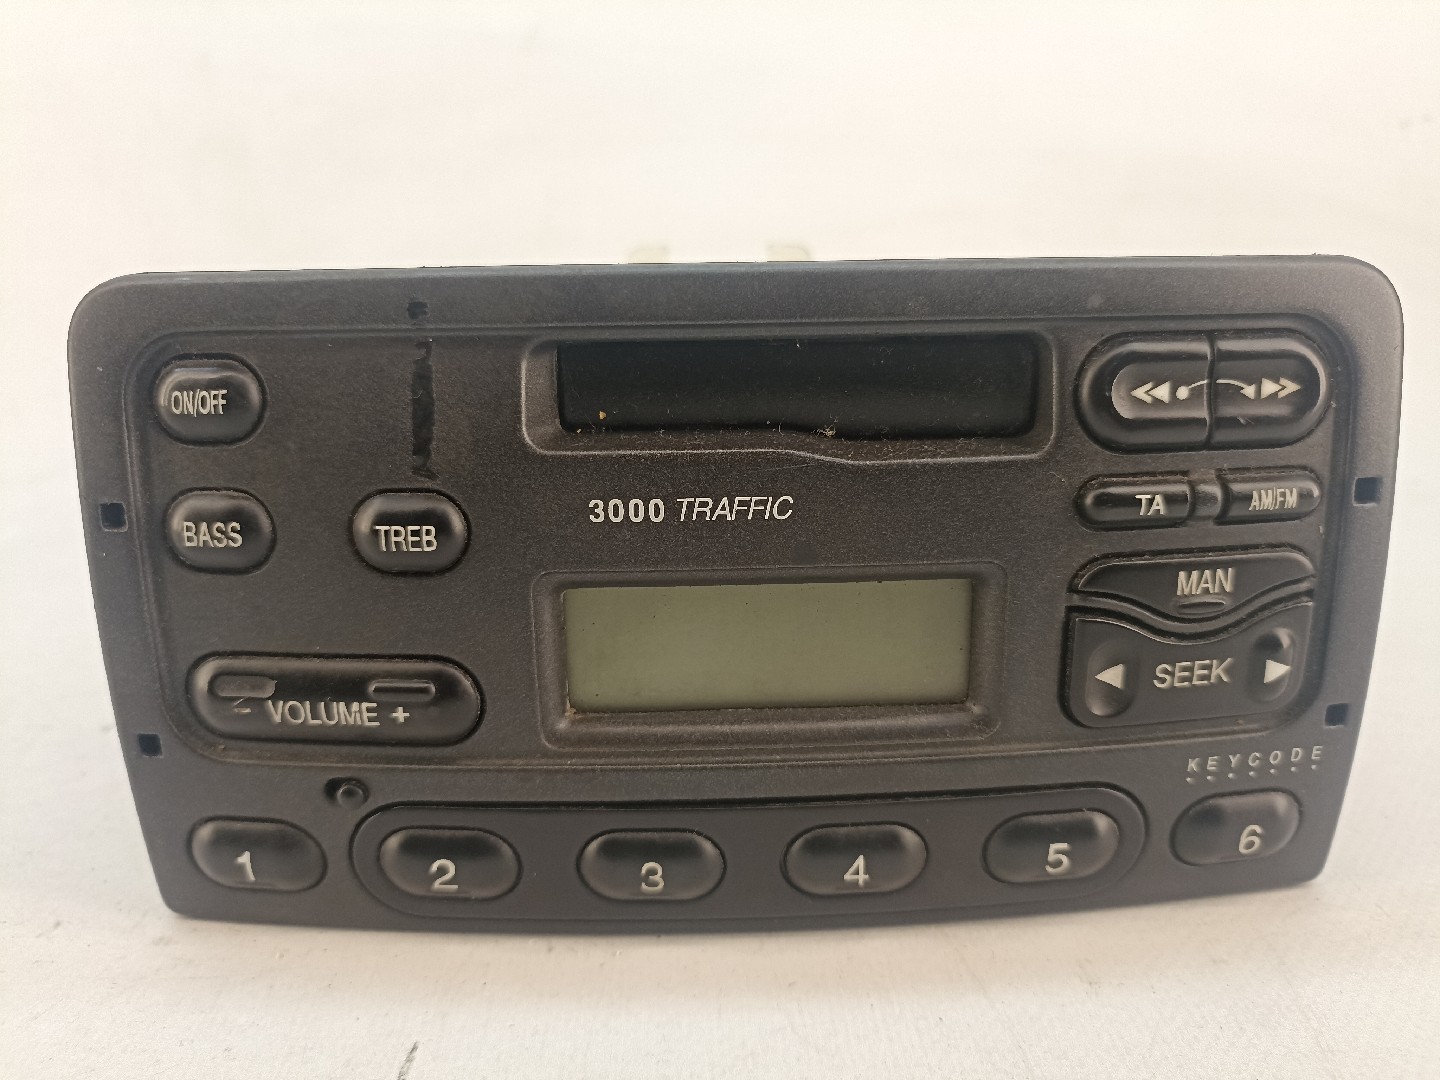 ON/OFF
BASS
TREB
3000 TRAFFIC
TA
AM/FM
MAN
SEEK
VOLUME +
KEYCODE
1
2
3
4
5
6